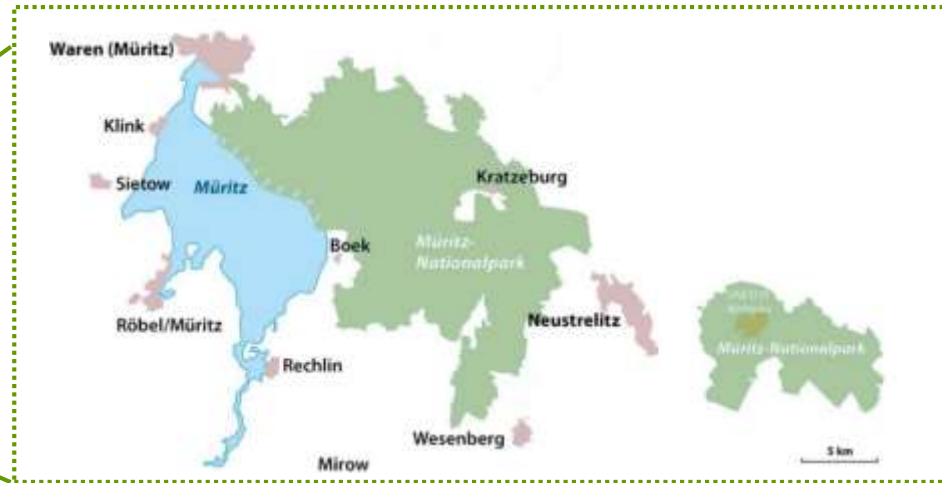 Waren (Müritz)
Klink
Sietow
Müritz
Kratzeburg
Boek
Müritz-
Nationalpark
Röbel/Müritz
Neustrelitz
Rechlin
Müritz-Nationalpark
Wesenberg
Mirow
5 km